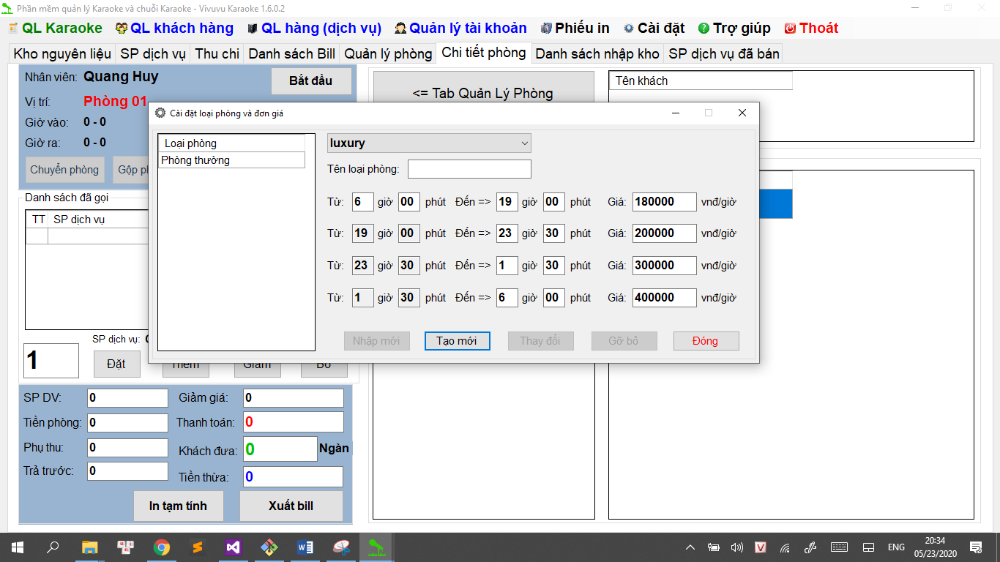 Phần mềm quản lý Karaoke và chuỗi Karaoke - Vivuvu Karaoke 1.6.0.2
QL Karaoke QL khách hàng QL hàng (dịch vụ) Quản lý tài khoản Phiếu in Cài đặt Trợ giúp Thoát
Kho nguyên liệu SP dịch vụ Thu chi Danh sách Bill Quản lý phòng Chi tiết phòng Danh sách nhập kho SP dịch vụ đã bán
Nhân viên: Quang Huy Bắt đầu
<= Tab Quản Lý Phòng
Tên khách
Vị trí: Phòng 01
Giờ vào: 0 - 0
Giờ ra: 0 - 0
Chuyển phòng Gộp
Danh sách đã gọi
TT SP dịch vụ
SP dịch vụ:
1 Đặt Thêm Giảm Bỏ
Cài đặt loại phòng và đơn giá
Loại phòng
Phòng thường
luxury
Tên loại phòng:
Từ: 6 giờ 00 phút Đến => 19 giờ 00 phút Giá: 180000 vnđ/giờ
Từ: 19 giờ 00 phút Đến => 23 giờ 30 phút Giá: 200000 vnđ/giờ
Từ: 23 giờ 30 phút Đến => 1 giờ 30 phút Giá: 300000 vnđ/giờ
Từ: 1 giờ 30 phút Đến => 6 giờ 00 phút Giá: 400000 vnđ/giờ
Nhập mới Tạo mới Thay đổi Gỡ bỏ Đóng
SP DV: 0 Giảm giá: 0
Tiền phòng: 0 Thanh toán: 0
Phụ thu: 0 Khách đưa: 0 Ngàn
Trả trước: 0 Tiền thừa: 0
In tạm tính Xuất bill
ENG 20:34
05/23/2020